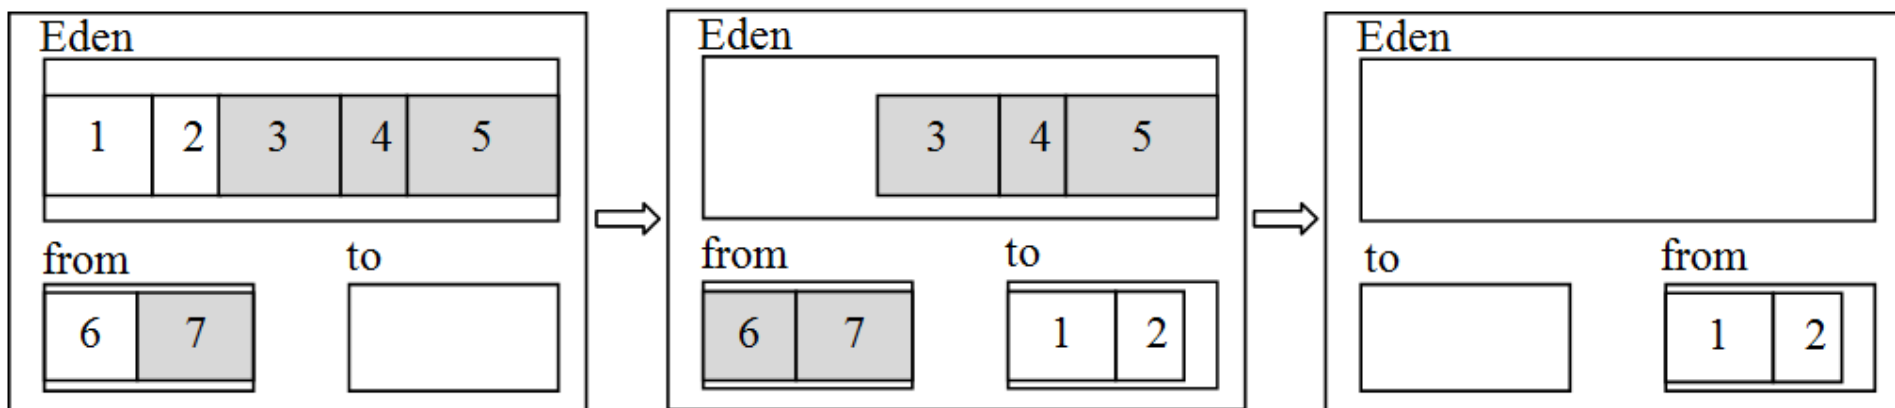 Eden
1 2 3 4 5
from to
6 7
Eden
3 4 5
from to
6 7 1 2
Eden
to from
1 2